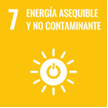 7 ENERGÍA ASEQUIBLE
Y NO CONTAMINANTE